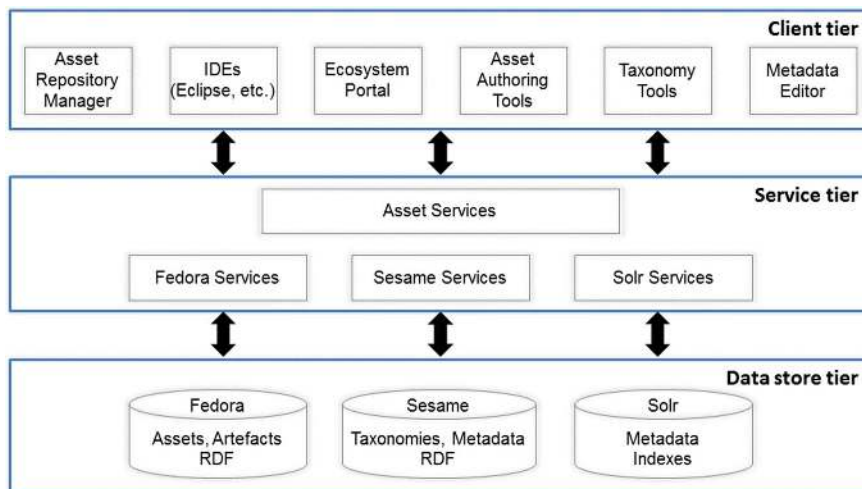 Client tier
Asset
Repository
Manager
IDEs
(Eclipse, etc.)
Ecosystem
Portal
Asset
Authoring
Tools
Taxonomy
Tools
Metadata
Editor
Service tier
Asset Services
Fedora Services
Sesame Services
Solr Services
Data store tier
Fedora
Assets, Artefacts
RDF
Sesame
Taxonomies, Metadata
RDF
Solr
Metadata
Indexes